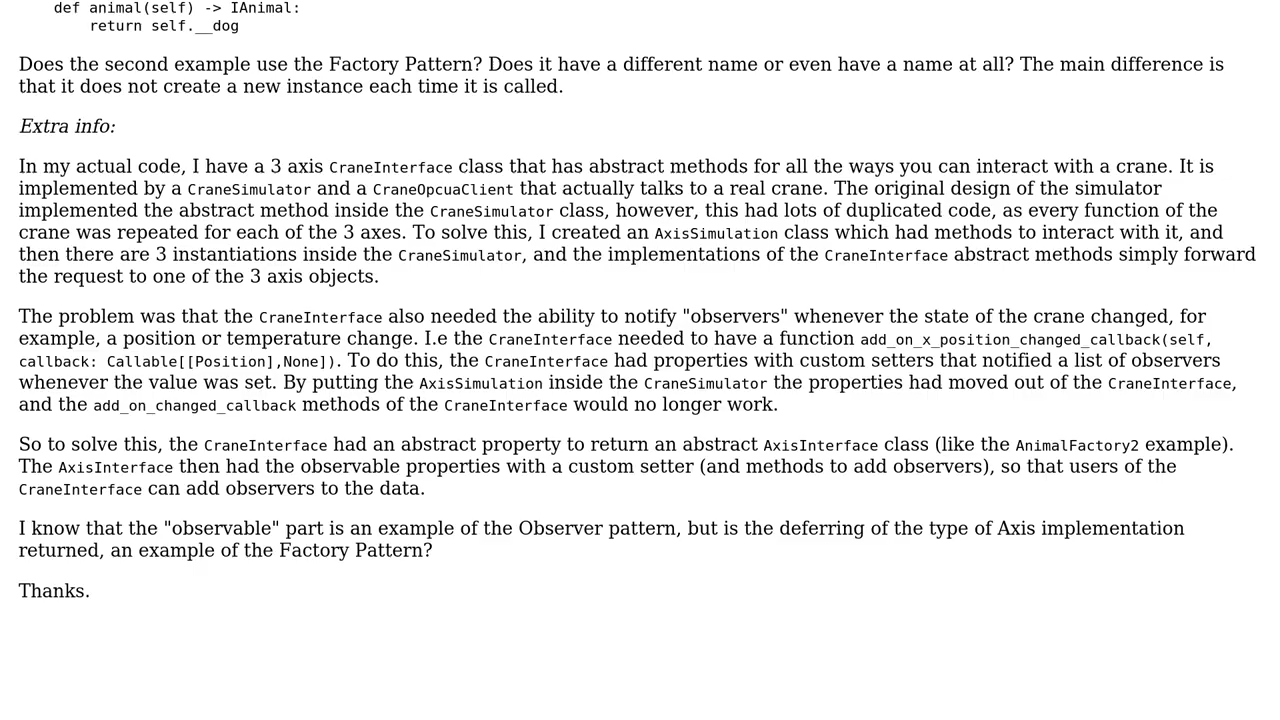 def animal(self) -> IAnimal:
return self.__dog
Does the second example use the Factory Pattern? Does it have a different name or even have a name at all? The main difference is
that it does not create a new instance each time it is called.
Extra info:
In my actual code, I have a 3 axis CraneInterface class that has abstract methods for all the ways you can interact with a crane. It is
implemented by a CraneSimulator and a CraneOpcuaClient that actually talks to a real crane. The original design of the simulator
implemented the abstract method inside the CraneSimulator class, however, this had lots of duplicated code, as every function of the
crane was repeated for each of the 3 axes. To solve this, I created an AxisSimulation class which had methods to interact with it, and
then there are 3 instantiations inside the CraneSimulator, and the implementations of the CraneInterface abstract methods simply forward
the request to one of the 3 axis objects.
The problem was that the CraneInterface also needed the ability to notify "observers" whenever the state of the crane changed, for
example, a position or temperature change. I.e the CraneInterface needed to have a function add_on_x_position_changed_callback(self,
callback: Callable[[Position],None]). To do this, the CraneInterface had properties with custom setters that notified a list of observers
whenever the value was set. By putting the AxisSimulation inside the CraneSimulator the properties had moved out of the CraneInterface,
and the add_on_changed_callback methods of the CraneInterface would no longer work.
So to solve this, the CraneInterface had an abstract property to return an abstract AxisInterface class (like the AnimalFactory2 example).
The AxisInterface then had the observable properties with a custom setter (and methods to add observers), so that users of the
CraneInterface can add observers to the data.
I know that the "observable" part is an example of the Observer pattern, but is the deferring of the type of Axis implementation
returned, an example of the Factory Pattern?
Thanks.